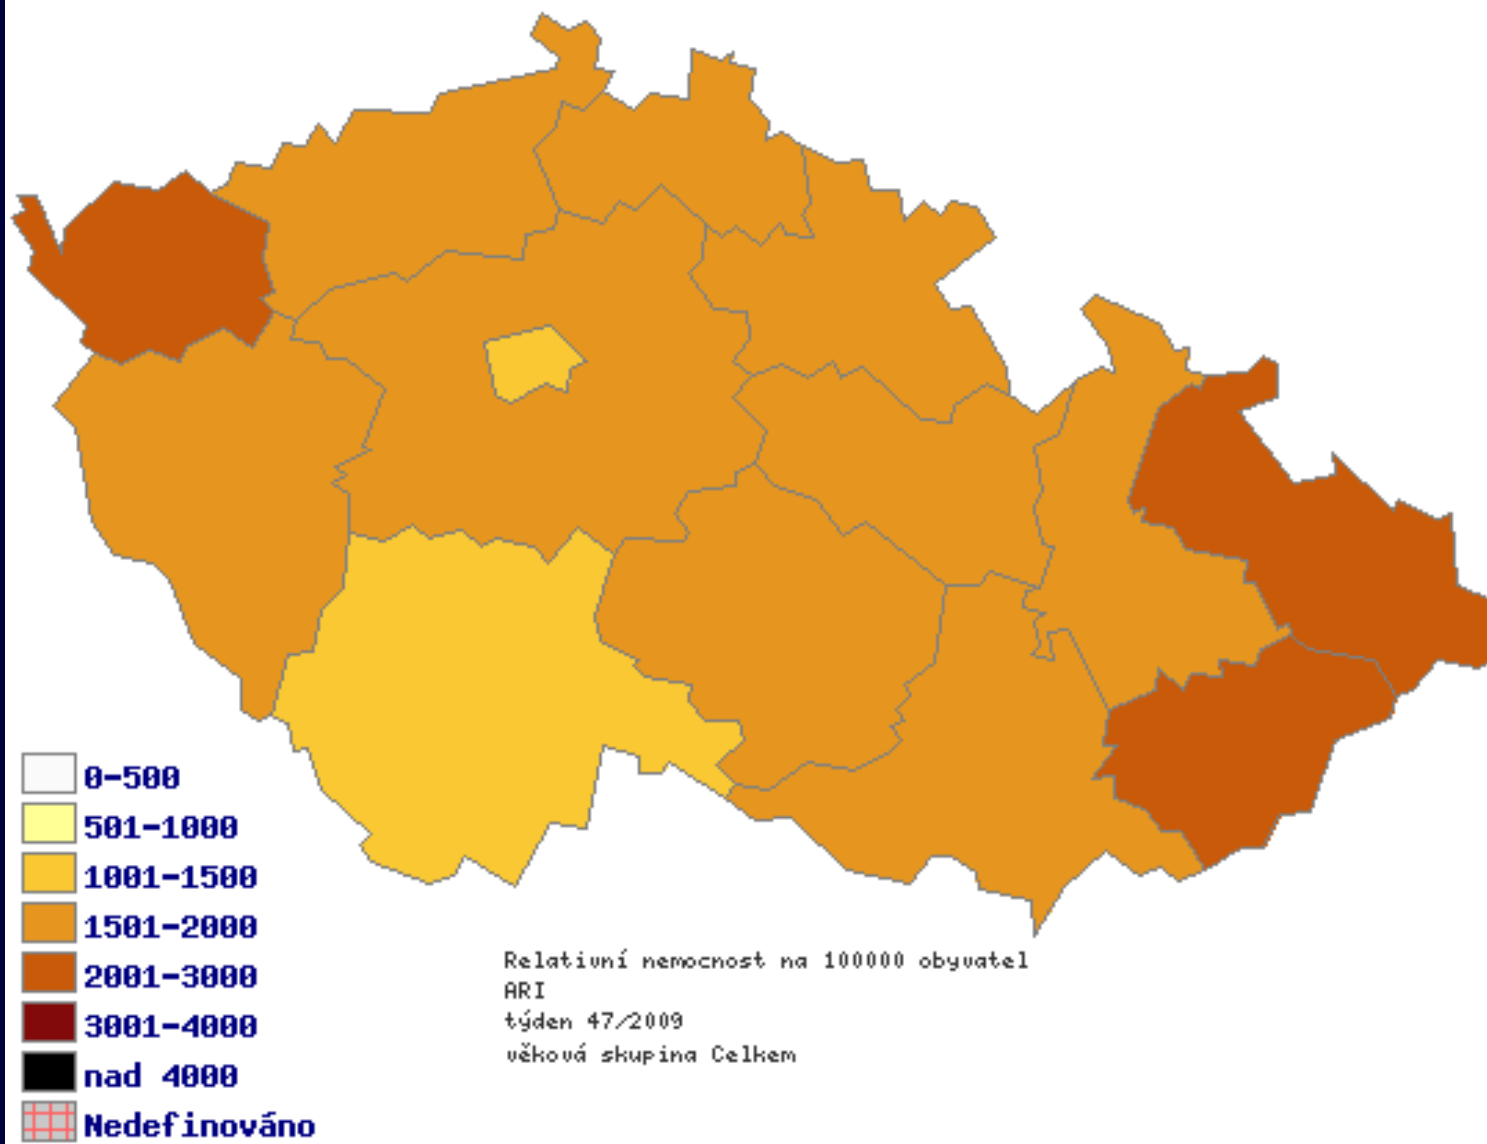 0-500
501-1000
1001-1500
1501-2000
2001-3000
3001-4000
nad 4000
Nedefinováno
Relativní nemocnost na 100000 obyvatel
ARI
týden 47/2009
věková skupina Celkem